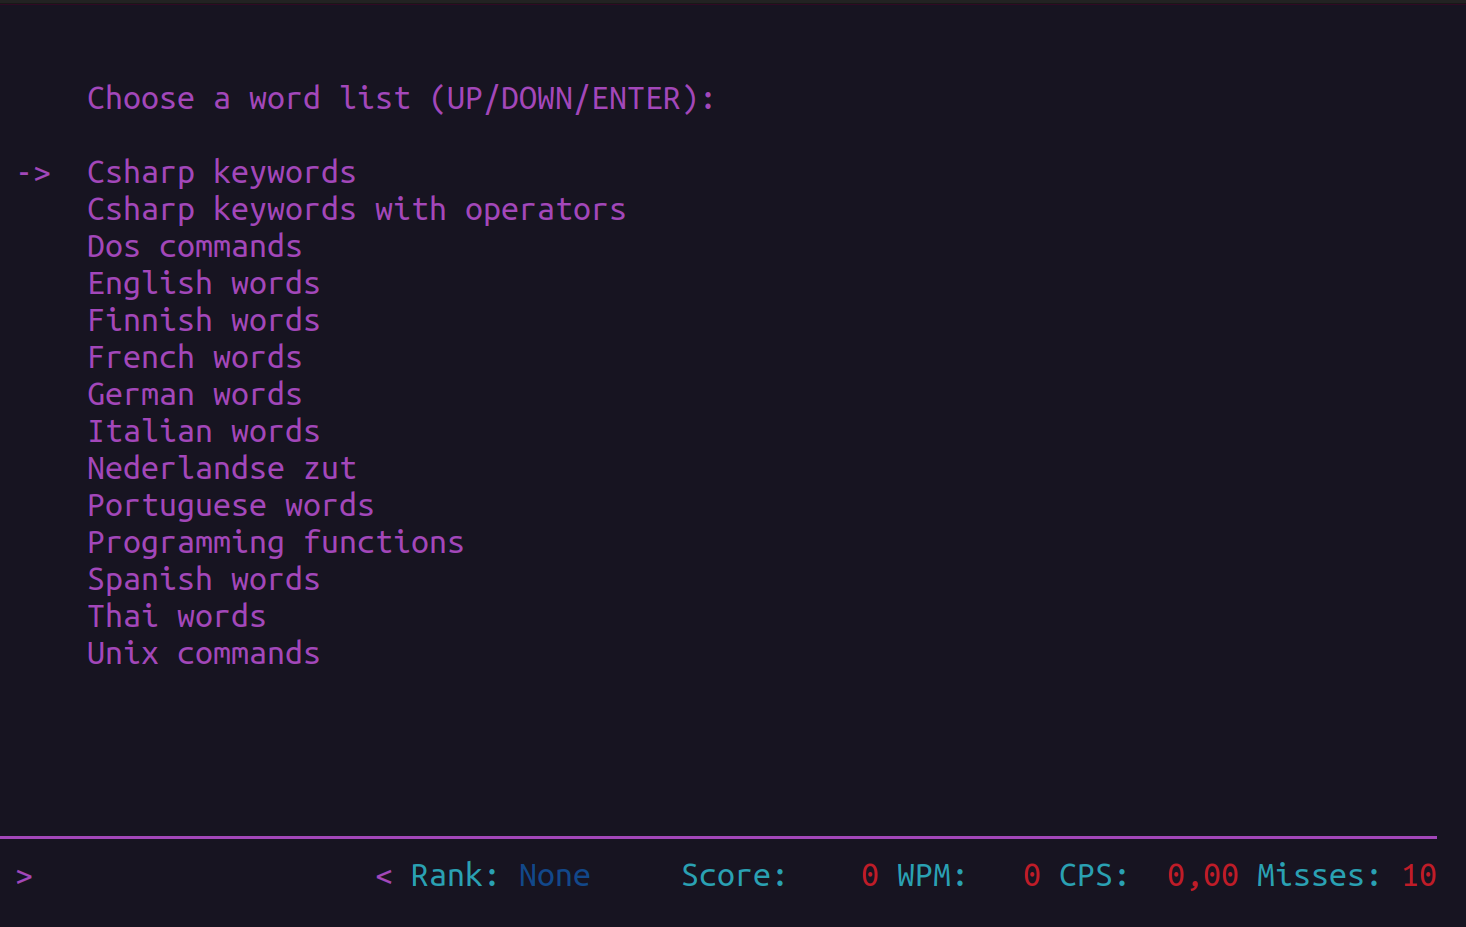 Choose a word list (UP/DOWN/ENTER):
-> Csharp keywords
Csharp keywords with operators
Dos commands
English words
Finnish words
French words
German words
Italian words
Nederlandse zut
Portuguese words
Programming functions
Spanish words
Thai words
Unix commands
> < Rank: None Score: 0 WPM: 0 CPS: 0,00 Misses: 10